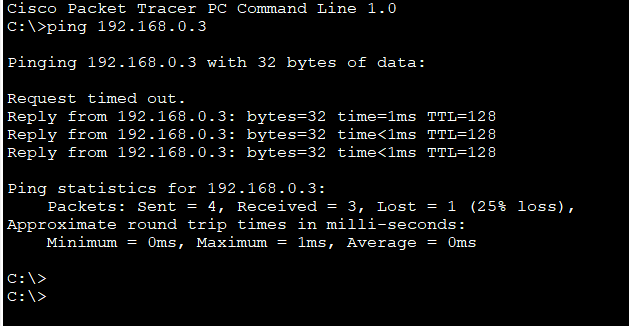 Cisco Packet Tracer PC Command Line 1.0
C:\>ping 192.168.0.3
Pinging 192.168.0.3 with 32 bytes of data:
Request timed out.
Reply from 192.168.0.3: bytes=32 time=1ms TTL=128
Reply from 192.168.0.3: bytes=32 time<1ms TTL=128
Reply from 192.168.0.3: bytes=32 time<1ms TTL=128
Ping statistics for 192.168.0.3:
Packets: Sent = 4, Received = 3, Lost = 1 (25% loss),
Approximate round trip times in milli-seconds:
Minimum = 0ms, Maximum = 1ms, Average = 0ms
C:\>
C:\>